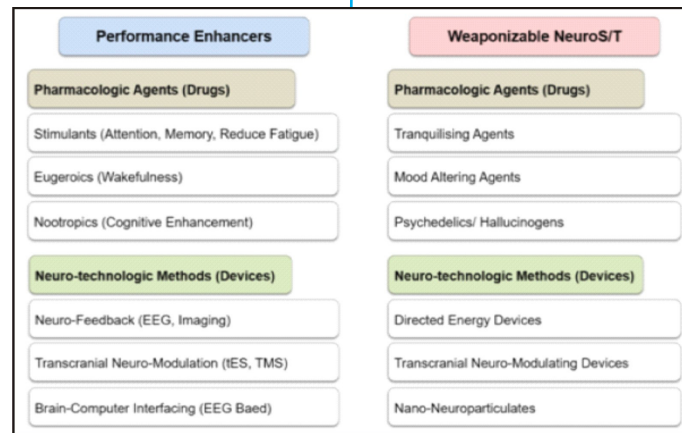 Performance Enhancers
Pharmacologic Agents (Drugs)
Stimulants (Attention, Memory, Reduce Fatigue)
Eugeroics (Wakefulness)
Nootropics (Cognitive Enhancement)
Neuro-technologic Methods (Devices)
Neuro-Feedback (EEG, Imaging)
Transcranial Neuro-Modulation (tES, TMS)
Brain-Computer Interfacing (EEG Baed)
Weaponizable NeuroS/T
Pharmacologic Agents (Drugs)
Tranquilising Agents
Mood Altering Agents
Psychedelics/ Hallucinogens
Neuro-technologic Methods (Devices)
Directed Energy Devices
Transcranial Neuro-Modulating Devices
Nano-Neuroparticulates